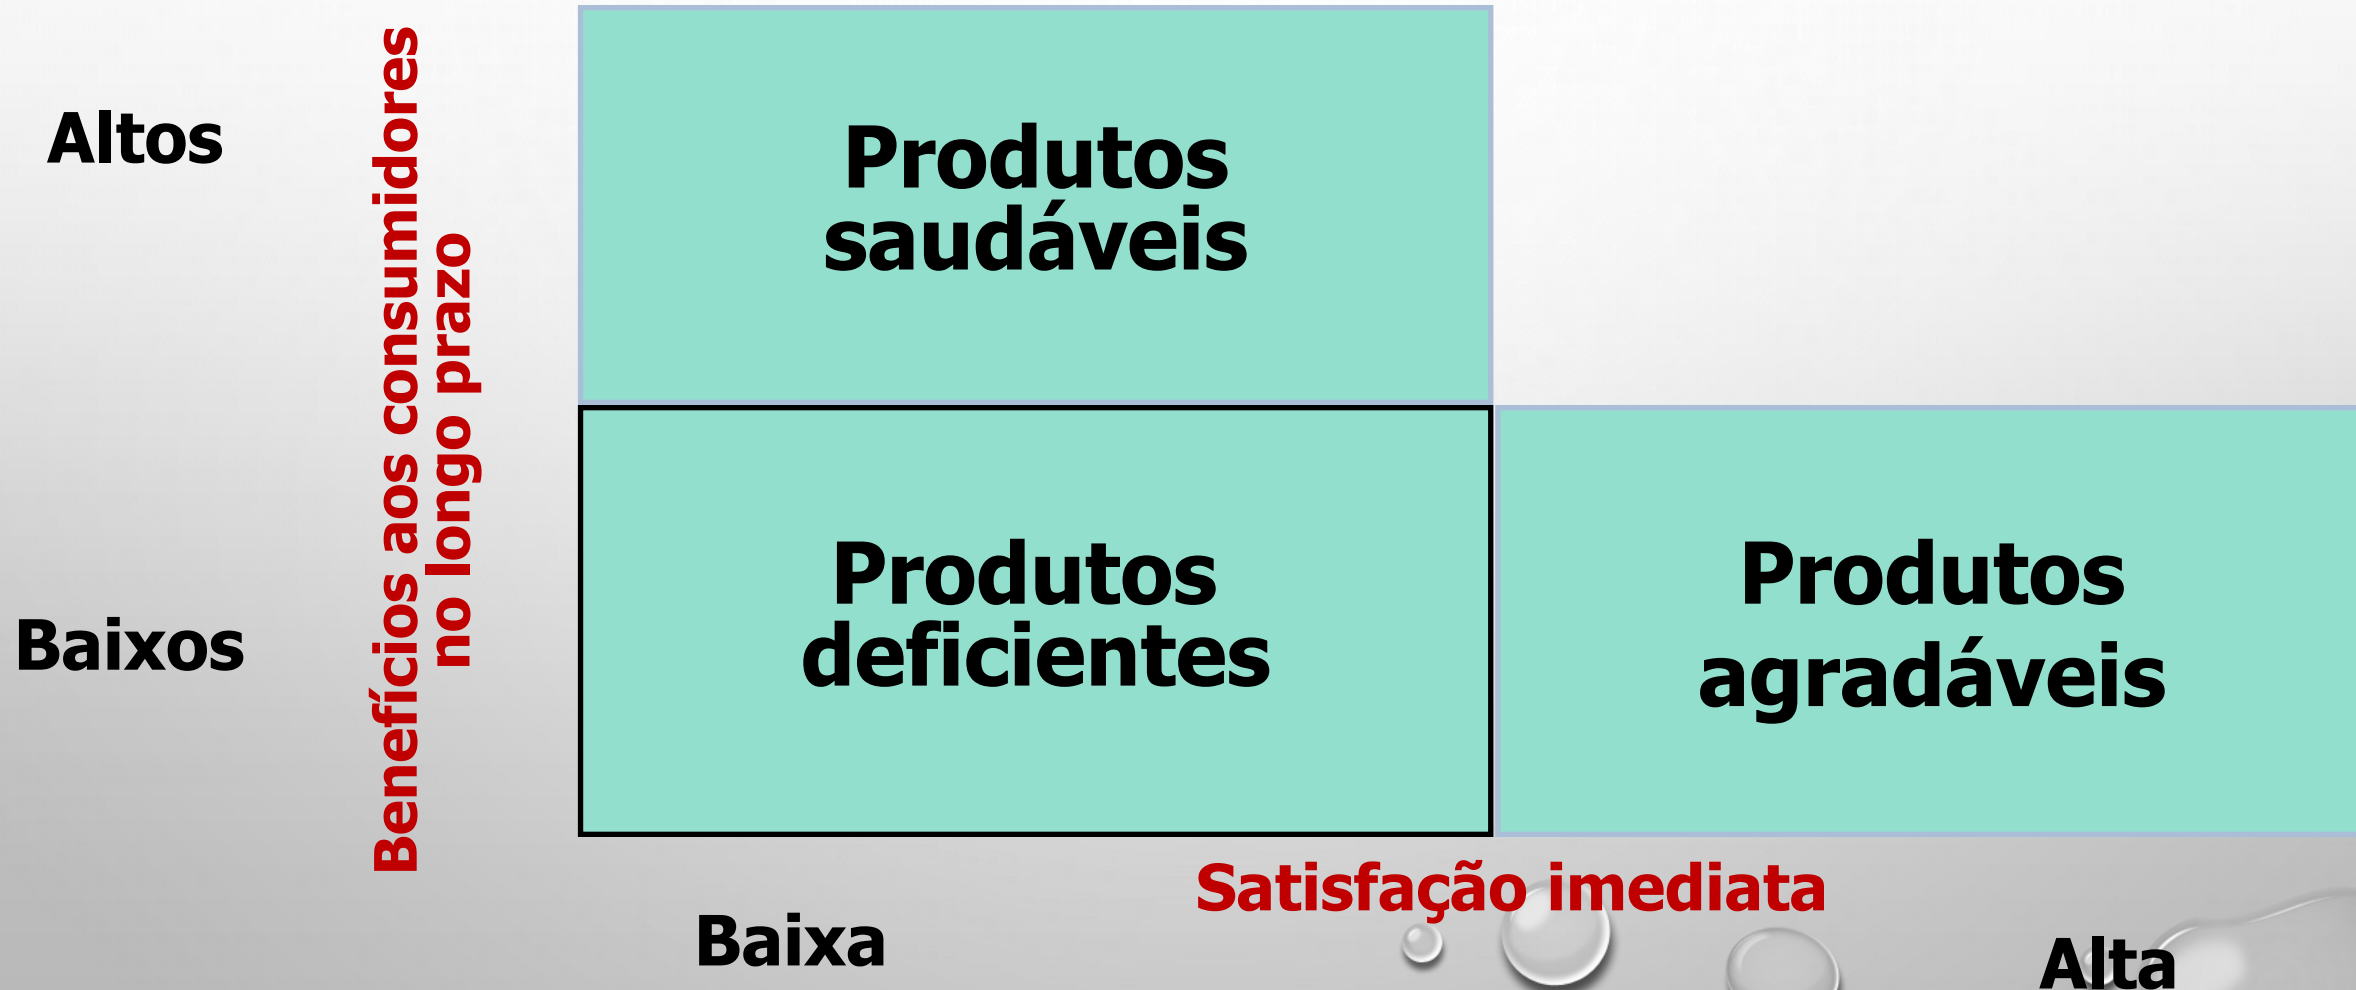 Altos
Benefícios aos consumidores
no longo prazo
Produtos
saudáveis
Baixos
Produtos
deficientes
Produtos
agradáveis
Satisfação imediata
Baixa
Alta